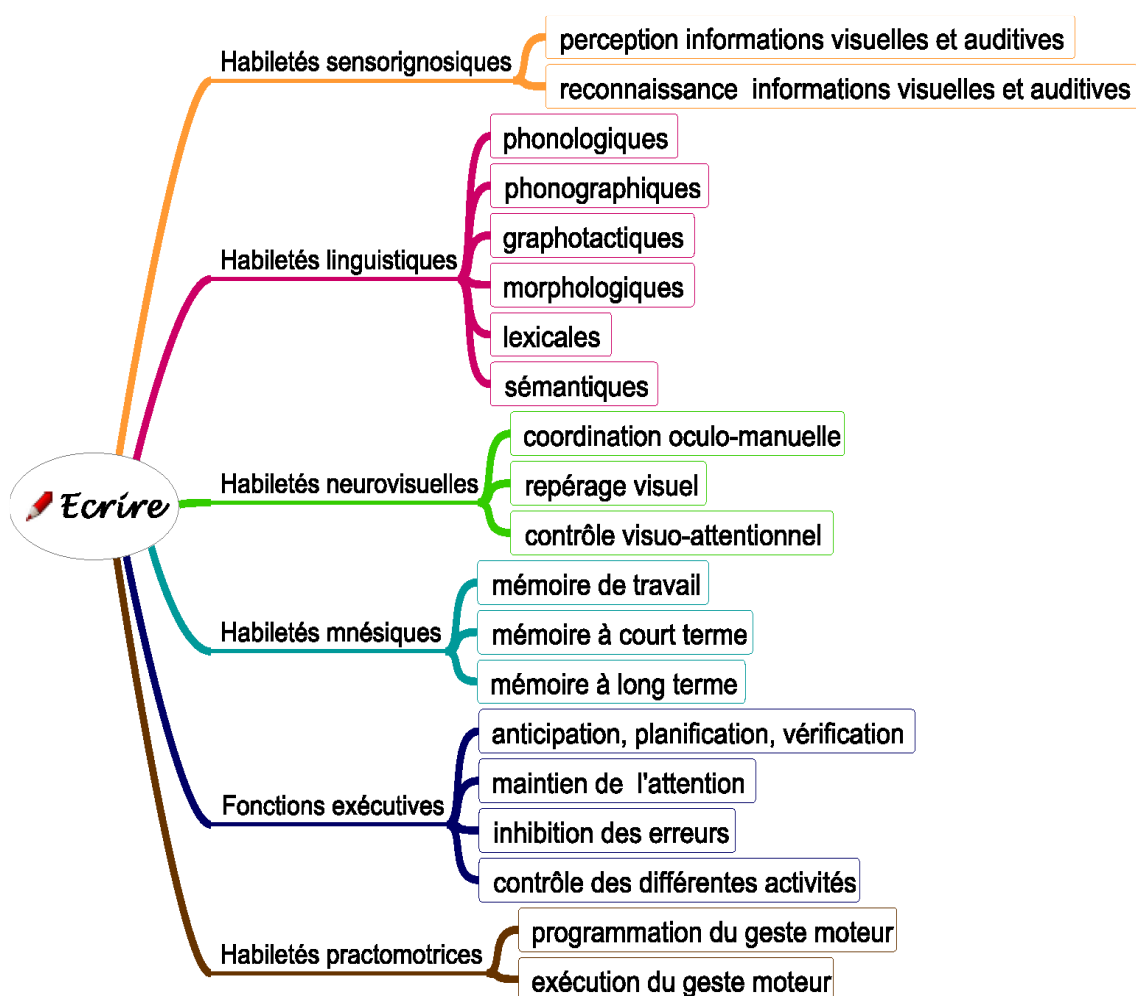 Ecrire
Habiletés sensorignosiques
perception informations visuelles et auditives
reconnaissance informations visuelles et auditives
Habiletés linguistiques
phonologiques
phonographiques
graphotactiques
morphologiques
lexicales
sémantiques
Habiletés neurovisuelles
coordination oculo-manuelle
repérage visuel
contrôle visuo-attentionnel
Habiletés mnésiques
mémoire de travail
mémoire à court terme
mémoire à long terme
Fonctions exécutives
anticipation, planification, vérification
maintien de l'attention
inhibition des erreurs
contrôle des différentes activités
Habiletés practomotrices
programmation du geste moteur
exécution du geste moteur